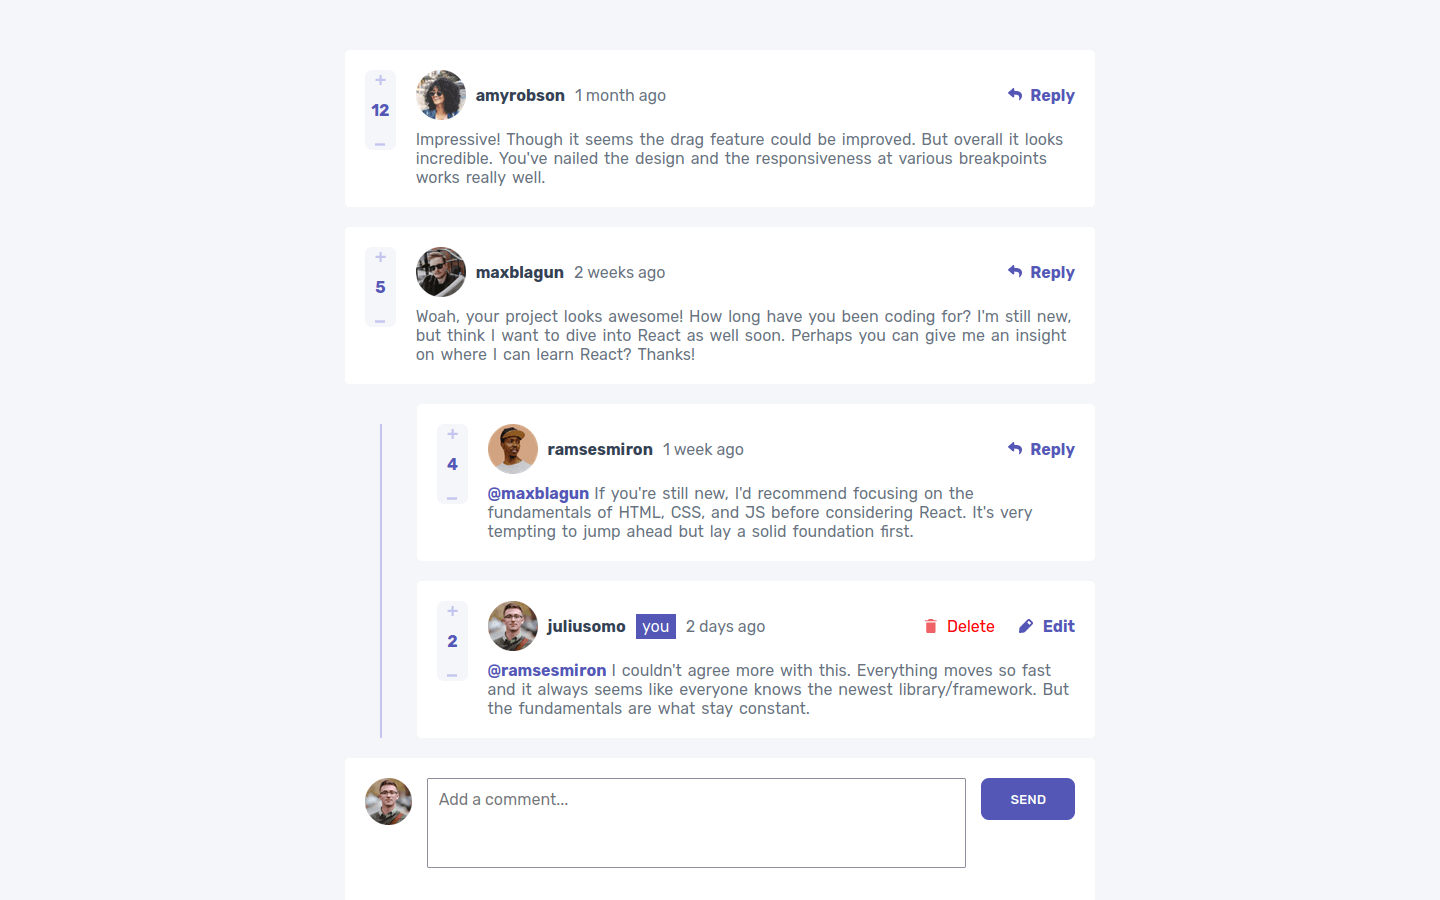 +
12
–
amyrobson 1 month ago
Reply
Impressive! Though it seems the drag feature could be improved. But overall it looks
incredible. You've nailed the design and the responsiveness at various breakpoints
works really well.
+
5
–
maxblagun 2 weeks ago
Reply
Woah, your project looks awesome! How long have you been coding for? I'm still new,
but think I want to dive into React as well soon. Perhaps you can give me an insight
on where I can learn React? Thanks!
+
4
–
ramsesmiron 1 week ago
Reply
@maxblagun If you're still new, I'd recommend focusing on the
fundamentals of HTML, CSS, and JS before considering React. It's very
tempting to jump ahead but lay a solid foundation first.
+
2
–
juliusomo you 2 days ago
Delete Edit
@ramsesmiron I couldn't agree more with this. Everything moves so fast
and it always seems like everyone knows the newest library/framework. But
the fundamentals are what stay constant.
Add a comment...
SEND